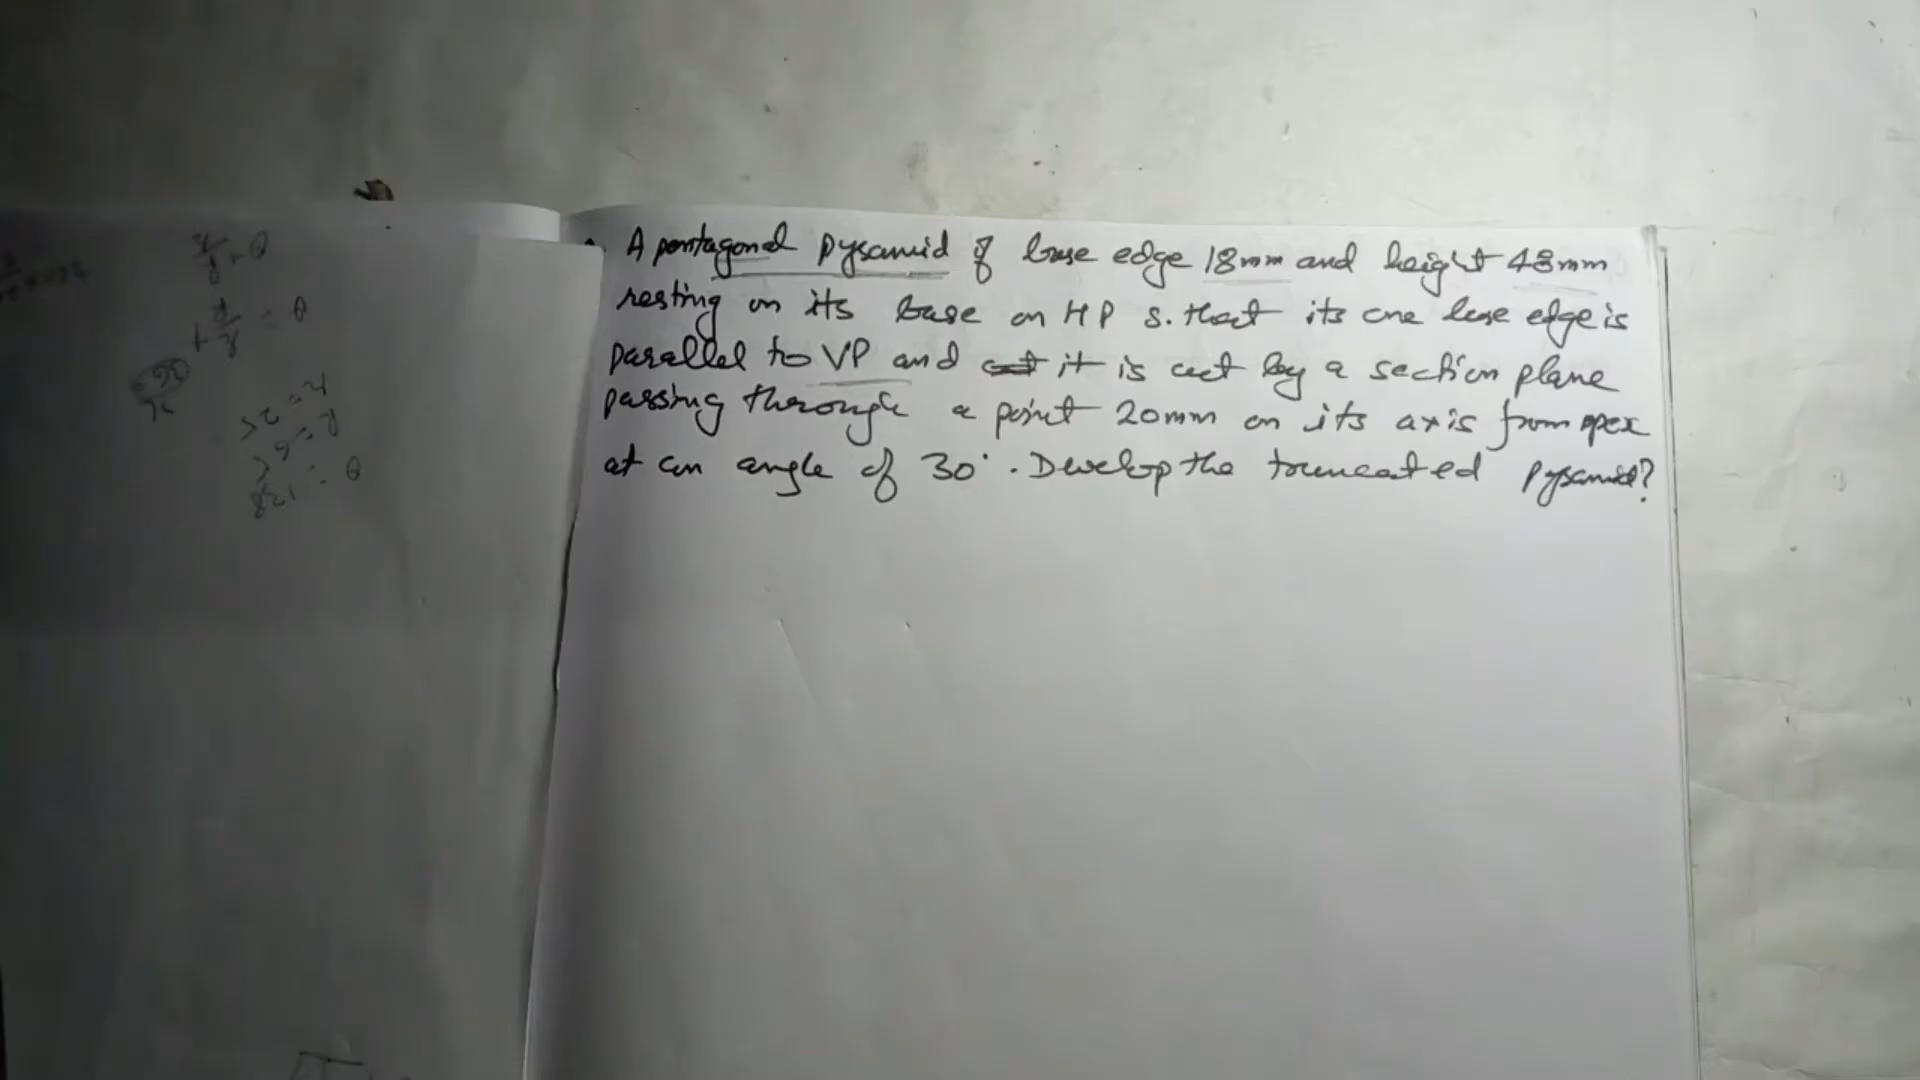 θ
θ
36°
θ
A pentagonal pyramid of base edge 18mm and height 48mm
resting on its base on HP s.that its one base edge is
parallel to VP and it is cut by a section plane
passing through a point 20mm on its axis from apex
at an angle of 30°. Develop the truncated pyramid?